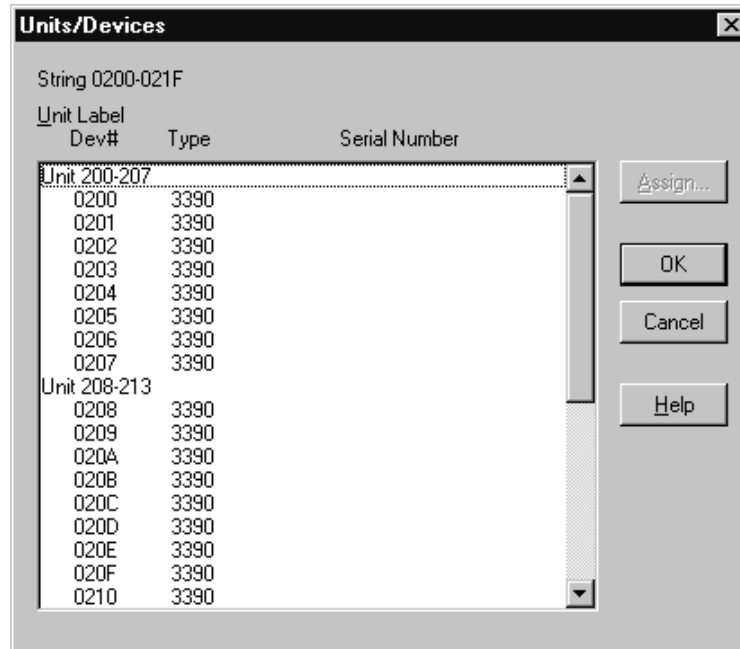 Units/Devices
String 0200-021F
Unit Label
Dev# Type Serial Number
Unit 200-207
0200 3390
0201 3390
0202 3390
0203 3390
0204 3390
0205 3390
0206 3390
0207 3390
Unit 208-213
0208 3390
0209 3390
020A 3390
020B 3390
020C 3390
020D 3390
020E 3390
020F 3390
0210 3390
Assign...
OK
Cancel
Help